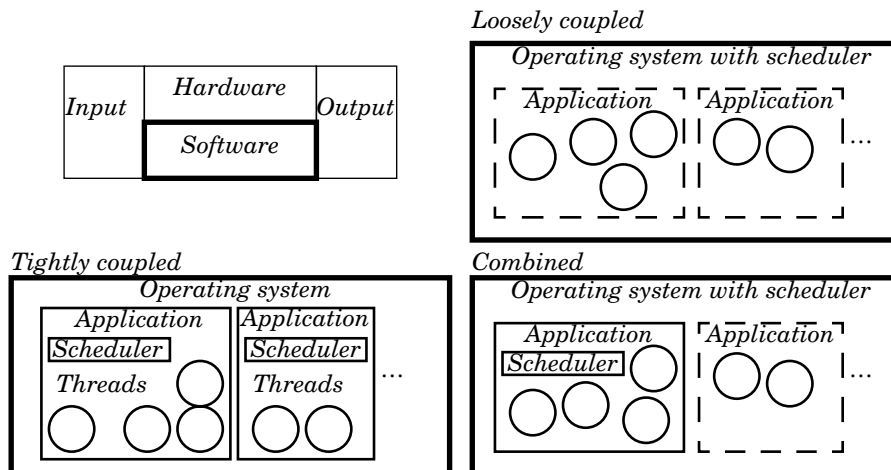 Input
Hardware
Output
Software
Loosely coupled
Operating system with scheduler
Application
Application
...
Tightly coupled
Operating system
Application
Application
Scheduler
Scheduler
Threads
Threads
...
Combined
Operating system with scheduler
Application
Application
Scheduler
...